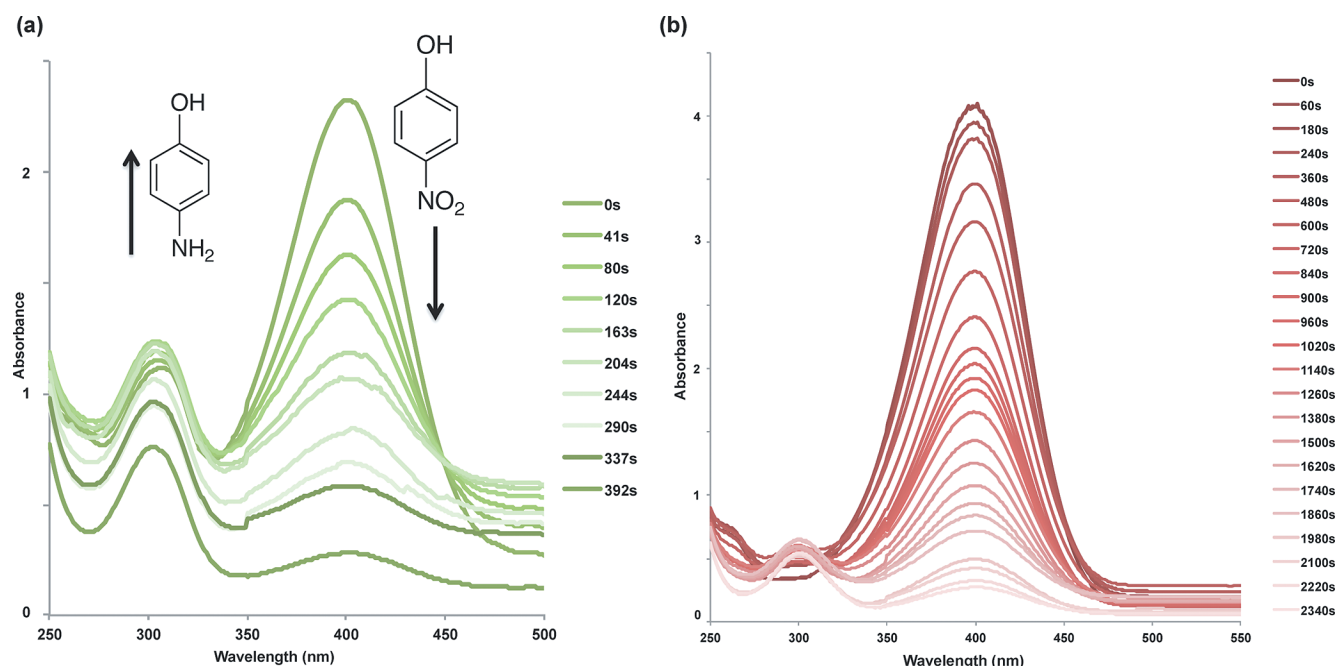 (a)
OH
NH2
OH
NO2
2
1
0
Absorbance
250
300
350
400
450
500
Wavelength (nm)
0s
41s
80s
120s
163s
204s
244s
290s
337s
392s
(b)
4
3
2
1
0
Absorbance
250
300
350
400
450
500
550
Wavelength (nm)
0s
60s
180s
240s
360s
480s
600s
720s
840s
900s
960s
1020s
1140s
1260s
1380s
1500s
1620s
1740s
1860s
1980s
2100s
2220s
2340s